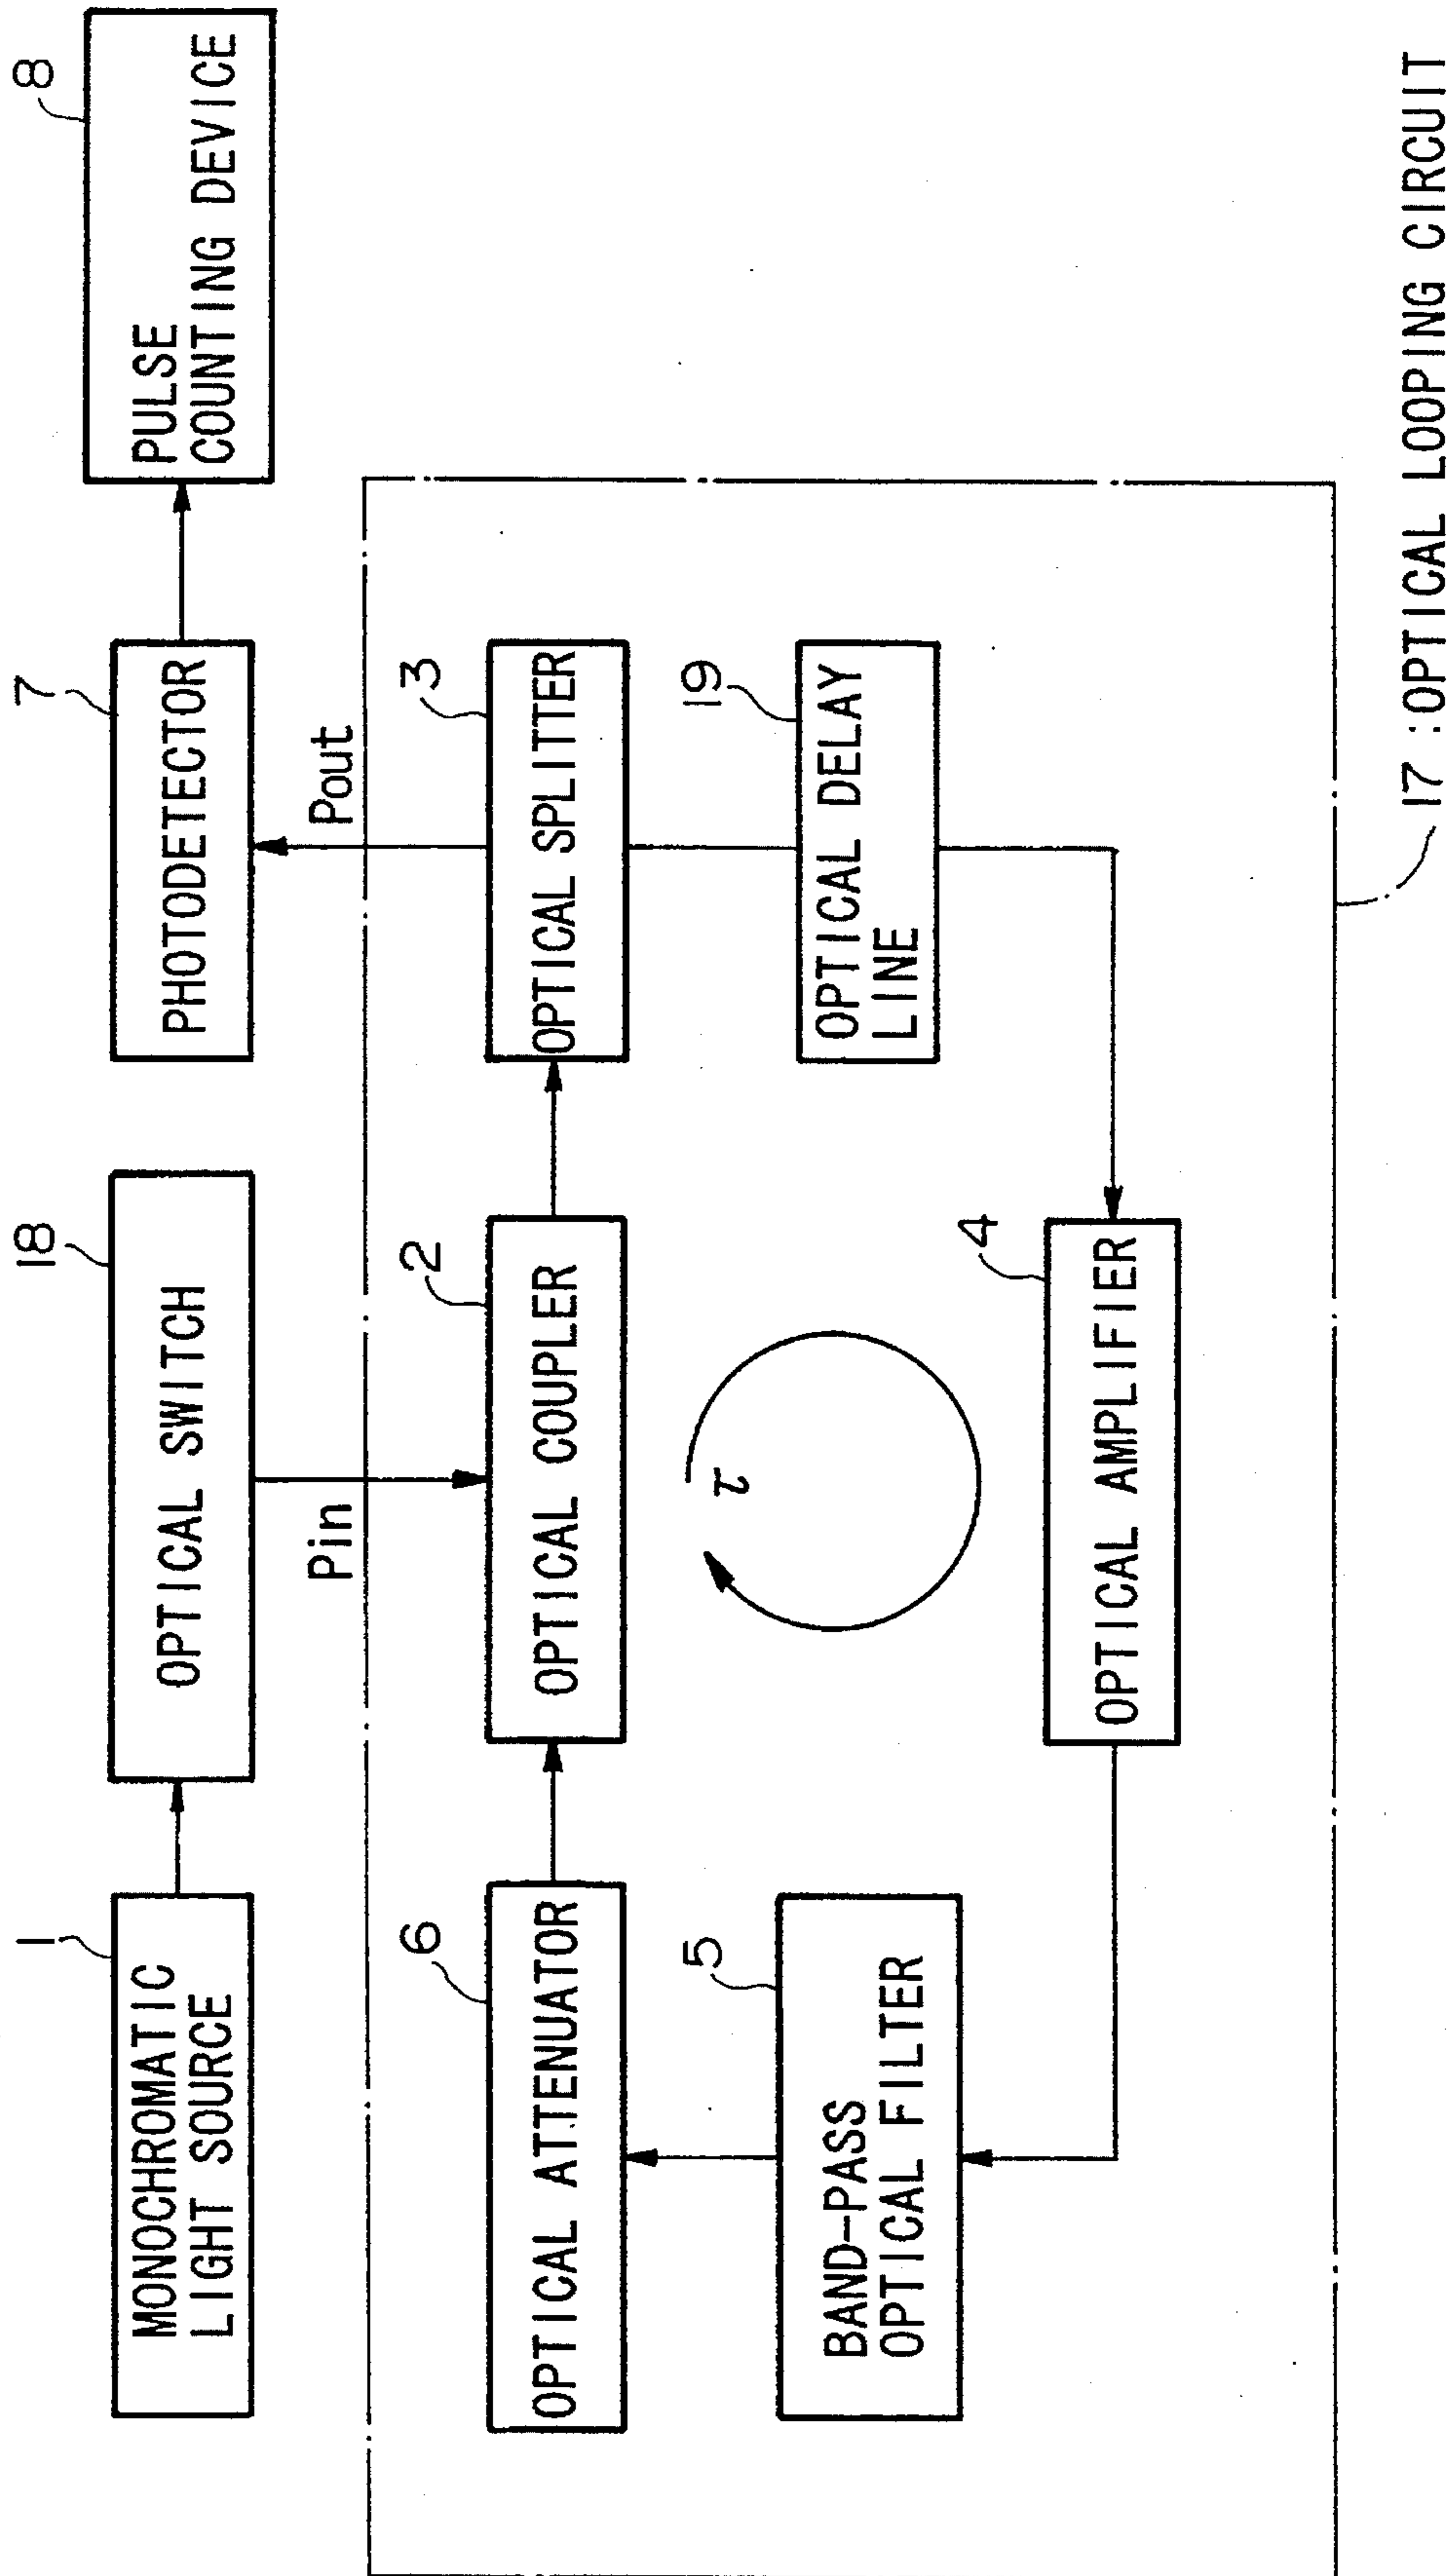 1
MONOCHROMATIC
LIGHT SOURCE
18
OPTICAL SWITCH
7
PHOTODETECTOR
8
PULSE
COUNTING DEVICE
Pin
Pout
6
OPTICAL ATTENUATOR
2
OPTICAL COUPLER
3
OPTICAL SPLITTER
5
BAND-PASS
OPTICAL FILTER
τ
19
OPTICAL DELAY
LINE
4
OPTICAL AMPLIFIER
17 :OPTICAL LOOPING CIRCUIT